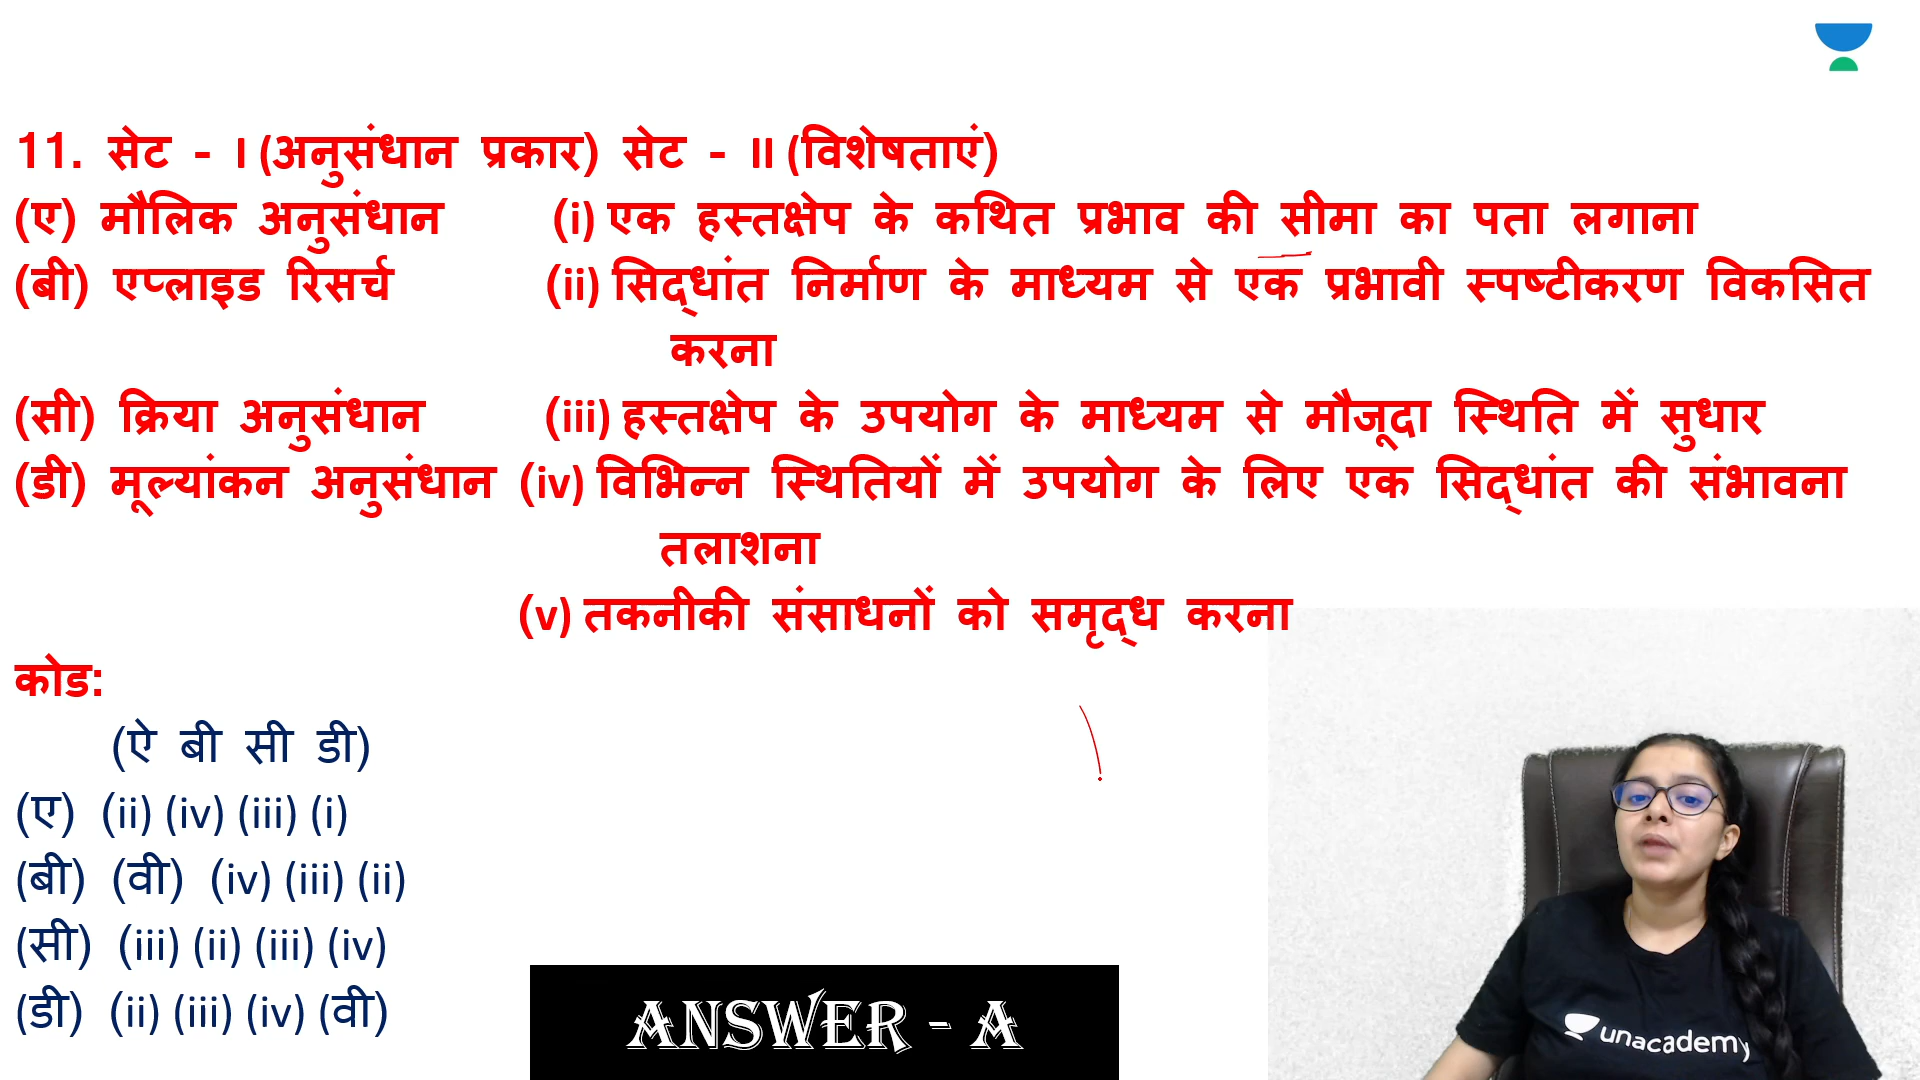 11. सेट - I (अनुसंधान प्रकार) सेट - II (विशेषताएं)
(ए) मौलिक अनुसंधान (i) एक हस्तक्षेप के कथित प्रभाव की सीमा का पता लगाना
(बी) एप्लाइड रिसर्च (ii) सिद्धांत निर्माण के माध्यम से एक प्रभावी स्पष्टीकरण विकसित
करना
(सी) क्रिया अनुसंधान (iii) हस्तक्षेप के उपयोग के माध्यम से मौजूदा स्थिति में सुधार
(डी) मूल्यांकन अनुसंधान (iv) विभिन्न स्थितियों में उपयोग के लिए एक सिद्धांत की संभावना
तलाशना
(v) तकनीकी संसाधनों को समृद्ध करना
कोड:
(ऐ बी सी डी)
(ए) (ii) (iv) (iii) (i)
(बी) (वी) (iv) (iii) (ii)
(सी) (iii) (ii) (iii) (iv)
(डी) (ii) (iii) (iv) (वी)
ANSWER - A
unacademy